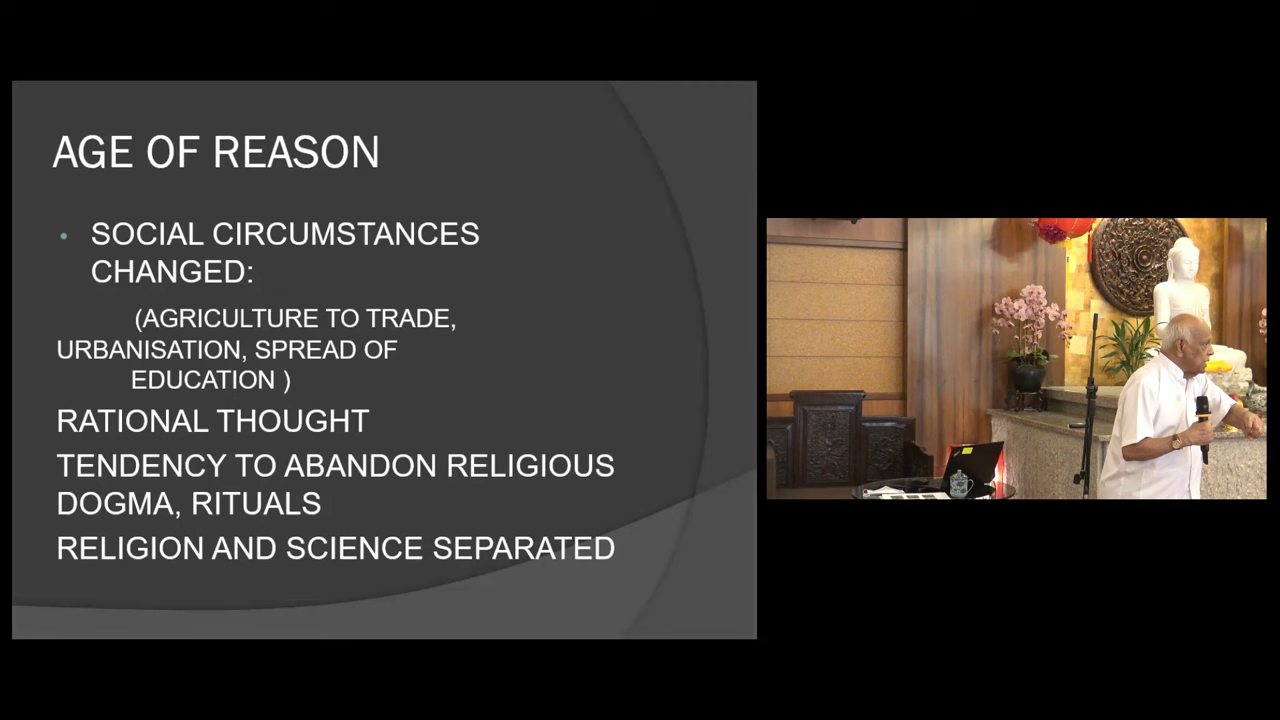 AGE OF REASON
• SOCIAL CIRCUMSTANCES
CHANGED:
(AGRICULTURE TO TRADE,
URBANISATION, SPREAD OF
EDUCATION )
RATIONAL THOUGHT
TENDENCY TO ABANDON RELIGIOUS
DOGMA, RITUALS
RELIGION AND SCIENCE SEPARATED